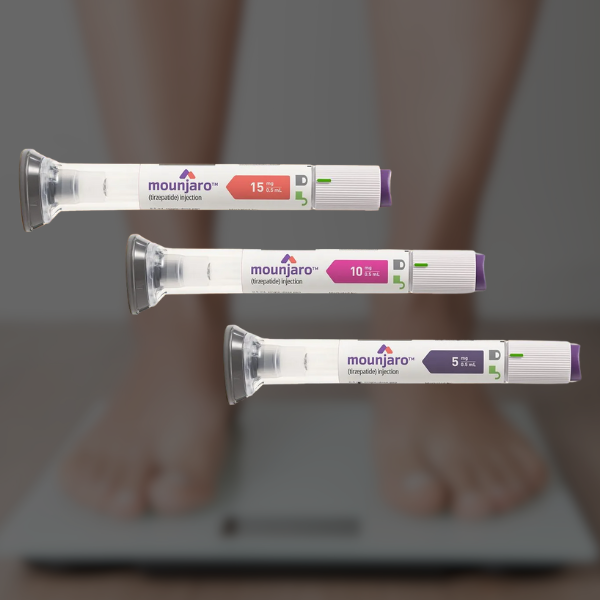 mounjaro™
(tirzepatide) injection
15 mg
0.5 mL
mounjaro™
(tirzepatide) injection
10 mg
0.5 mL
mounjaro™
(tirzepatide) injection
5 mg
0.5 mL